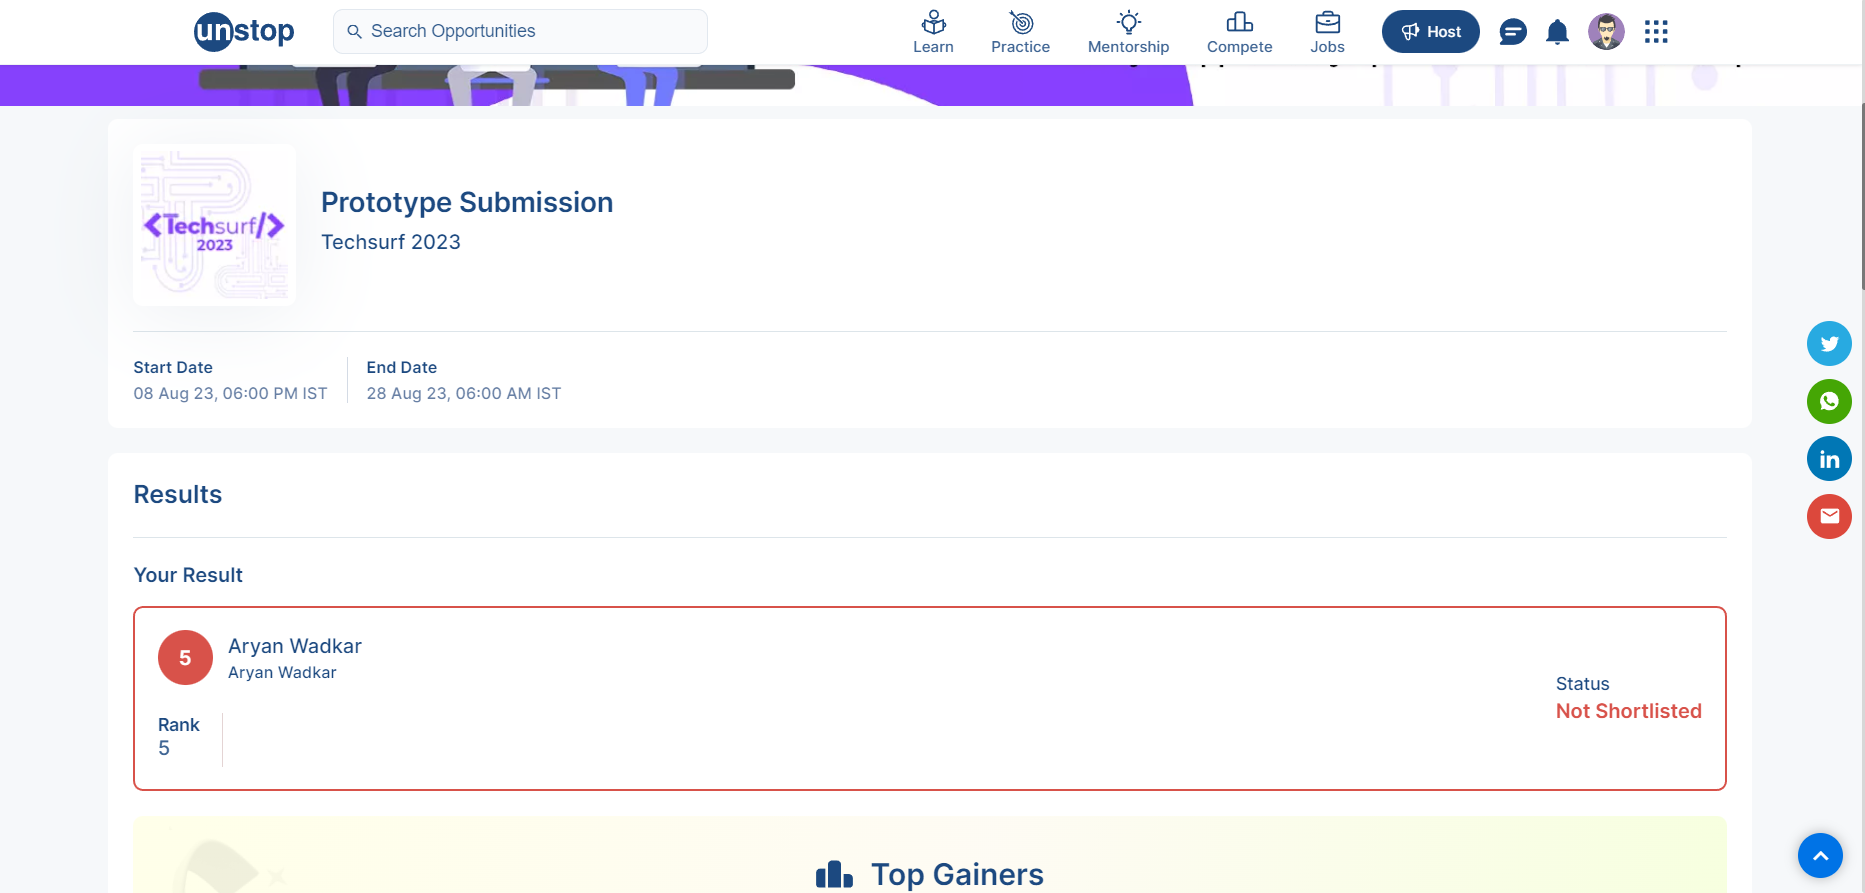 unstop
Search Opportunities
Learn
Practice
Mentorship
Compete
Jobs
Host
<Techsurf/>
2023
Prototype Submission
Techsurf 2023
Start Date
08 Aug 23, 06:00 PM IST
End Date
28 Aug 23, 06:00 AM IST
in
Results
Your Result
5
Aryan Wadkar
Aryan Wadkar
Status
Not Shortlisted
Rank
5
Top Gainers